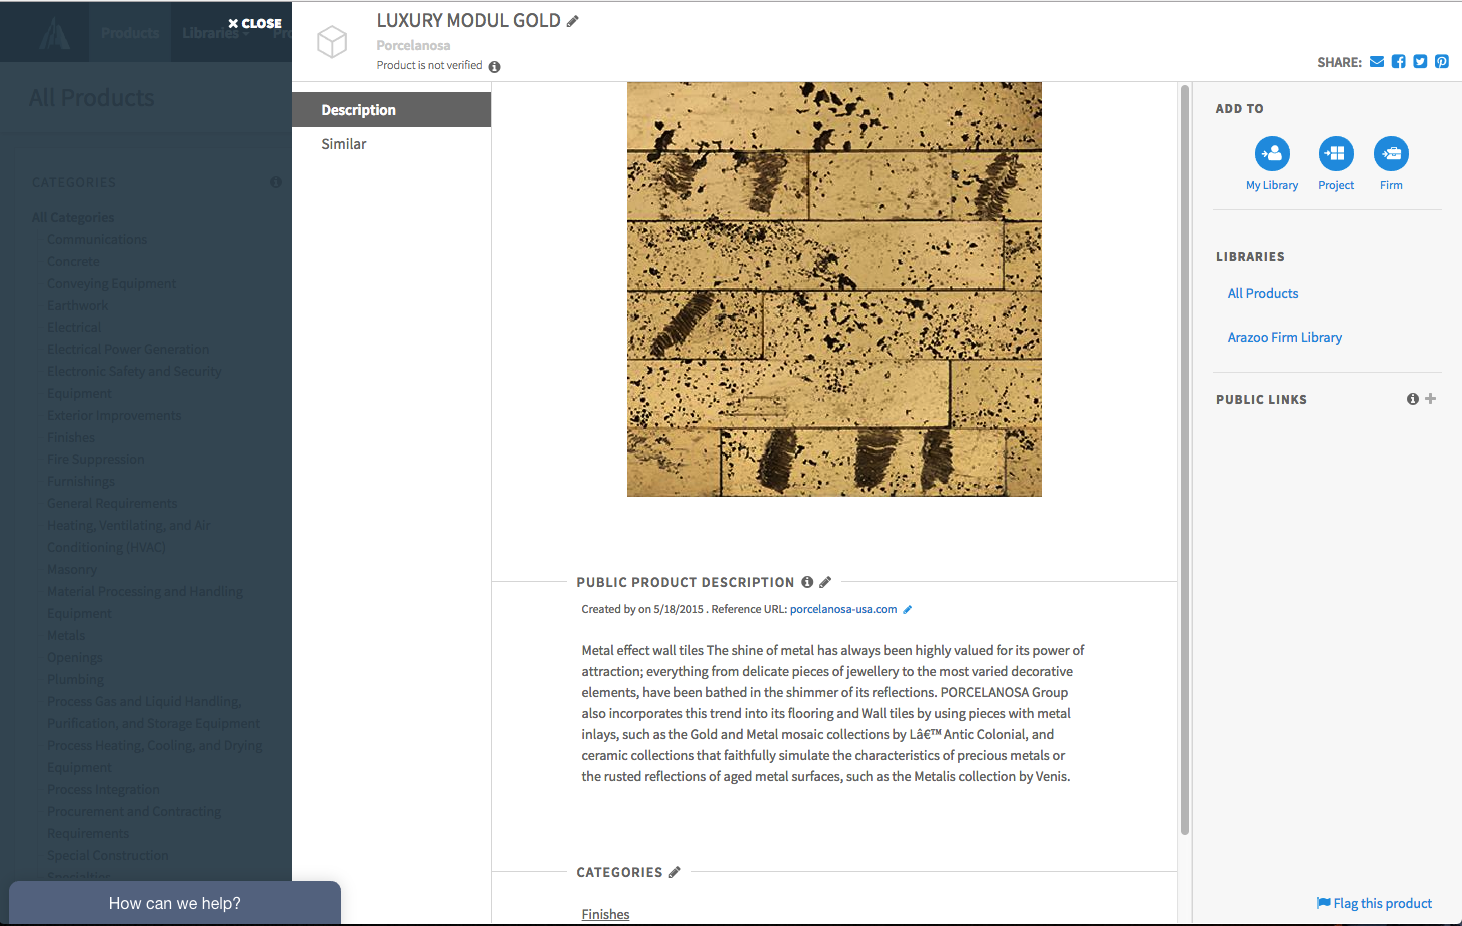 Products
Libraries
Pro
CLOSE
All Products
CATEGORIES
All Categories
Communications
Concrete
Conveying Equipment
Earthwork
Electrical
Electrical Power Generation
Electronic Safety and Security
Equipment
Exterior Improvements
Finishes
Fire Suppression
Furnishings
General Requirements
Heating, Ventilating, and Air
Conditioning (HVAC)
Masonry
Material Processing and Handling
Equipment
Metals
Openings
Plumbing
Process Gas and Liquid Handling,
Purification, and Storage Equipment
Process Heating, Cooling, and Drying
Equipment
Process Integration
Procurement and Contracting
Requirements
Special Construction
Specialties
How can we help?
LUXURY MODUL GOLD
Porcelanosa
Product is not verified
SHARE:
Description
Similar
PUBLIC PRODUCT DESCRIPTION
Created by on 5/18/2015 . Reference URL: porcelanosa-usa.com
Metal effect wall tiles The shine of metal has always been highly valued for its power of
attraction; everything from delicate pieces of jewellery to the most varied decorative
elements, have been bathed in the shimmer of its reflections. PORCELANOSA Group
also incorporates this trend into its flooring and Wall tiles by using pieces with metal
inlays, such as the Gold and Metal mosaic collections by Lâ€™ Antic Colonial, and
ceramic collections that faithfully simulate the characteristics of precious metals or
the rusted reflections of aged metal surfaces, such as the Metalis collection by Venis.
CATEGORIES
Finishes
ADD TO
My Library
Project
Firm
LIBRARIES
All Products
Arazoo Firm Library
PUBLIC LINKS
Flag this product